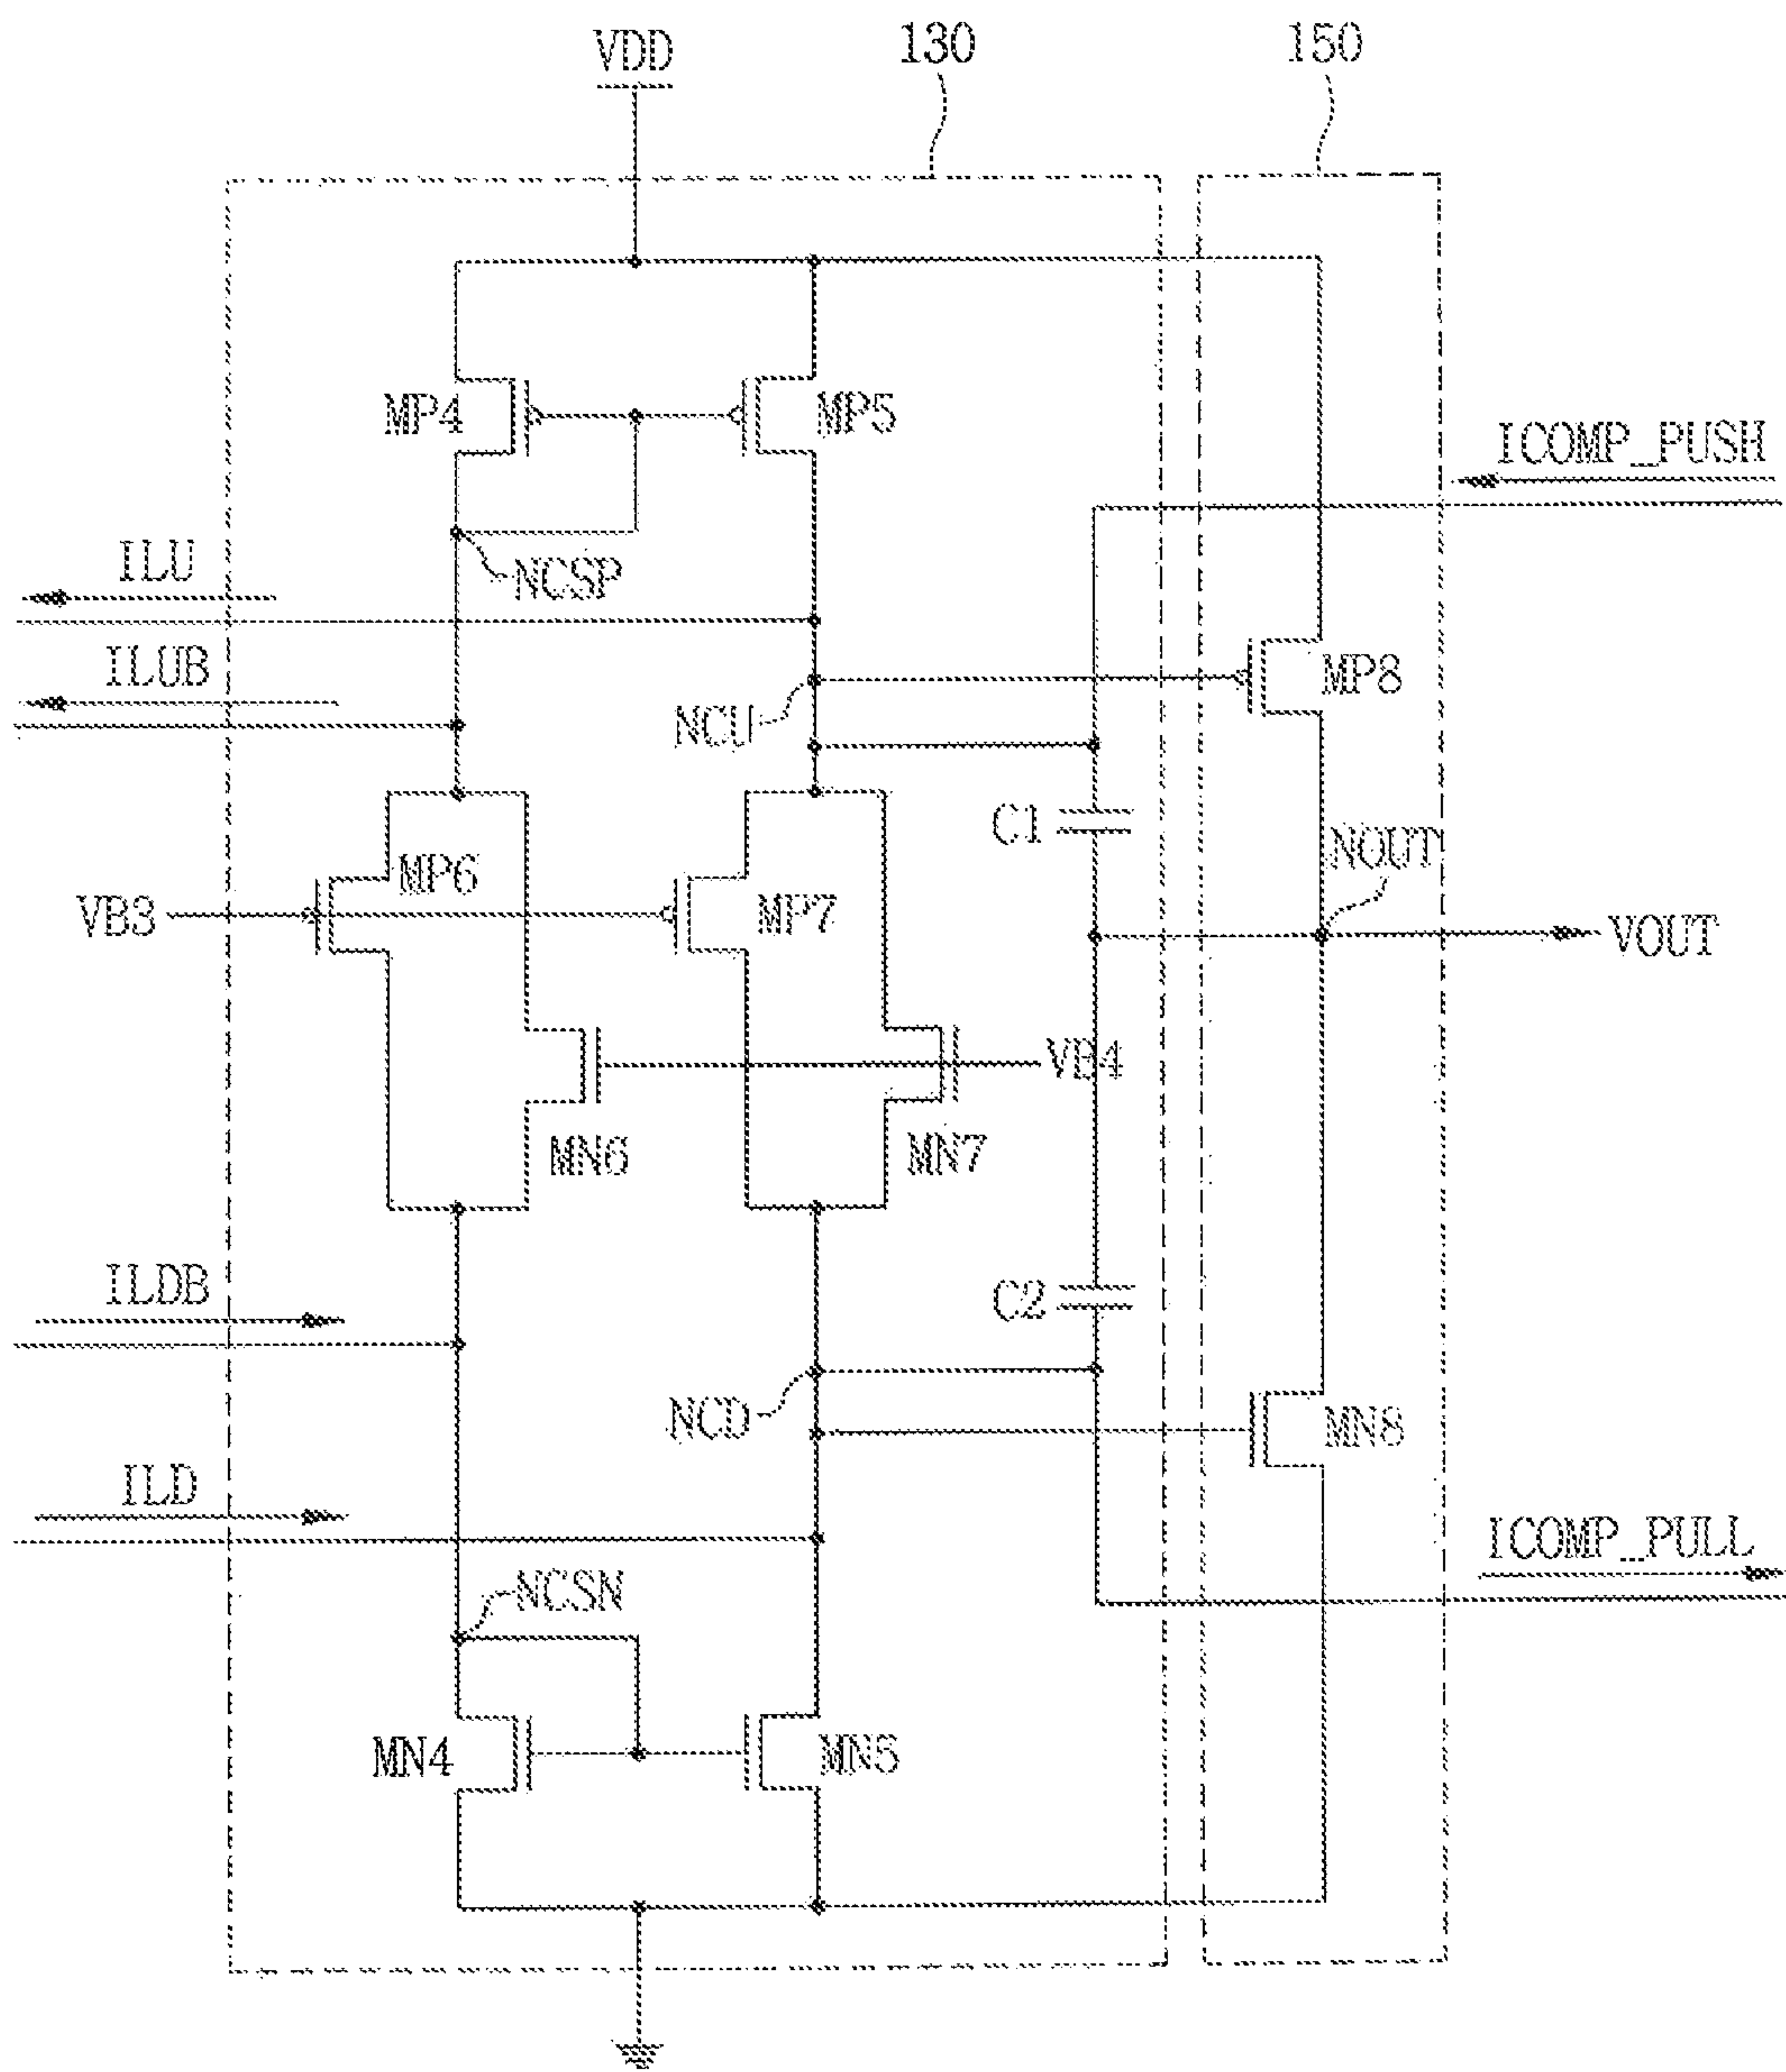 VDD
130
150
MP4
MP5
ICOMP_PUSH
ILU
NCSP
ILUB
NCU
MP8
C1
NOUT
MP6
VB3
MP7
VOUT
VB4
MN6
MN7
ILDB
C2
NCD
MN8
ILD
ICOMP_PULL
NCSN
MN4
MN5